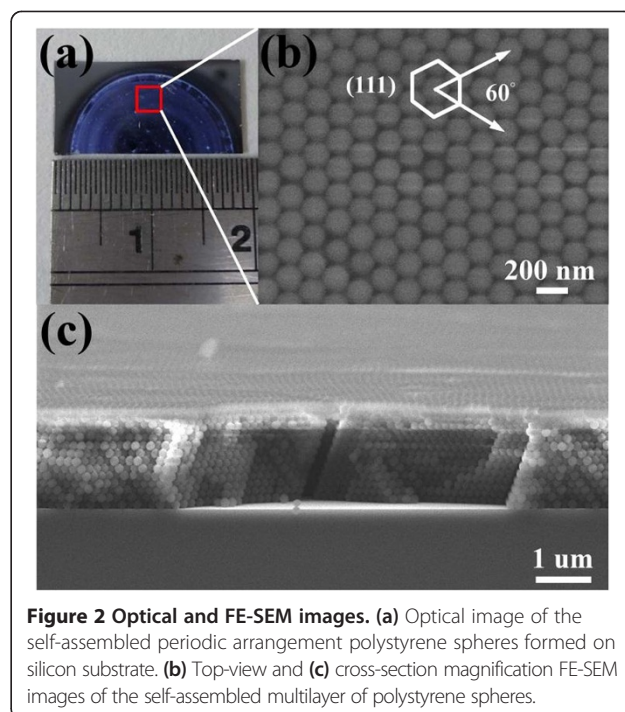 (a)
(b)
(111)
60°
1
2
200 nm
(c)
1 um
Figure 2 Optical and FE-SEM images. (a) Optical image of the
self-assembled periodic arrangement polystyrene spheres formed on
silicon substrate. (b) Top-view and (c) cross-section magnification FE-SEM
images of the self-assembled multilayer of polystyrene spheres.